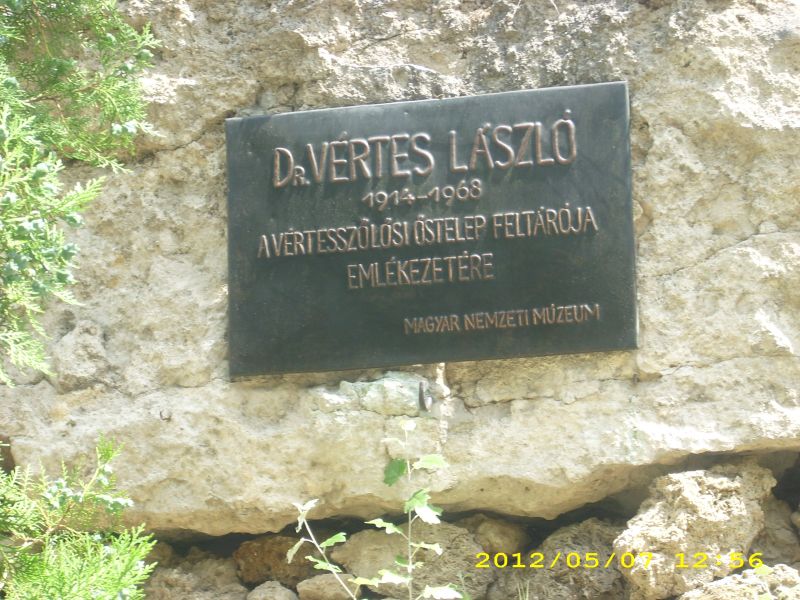 Dr. VÉRTES LÁSZLÓ
1914–1968
A VÉRTESSZŐLŐSI ŐSTELEP FELTÁRÓJA
EMLÉKEZETÉRE
MAGYAR NEMZETI MÚZEUM
2012/05/07 12:56